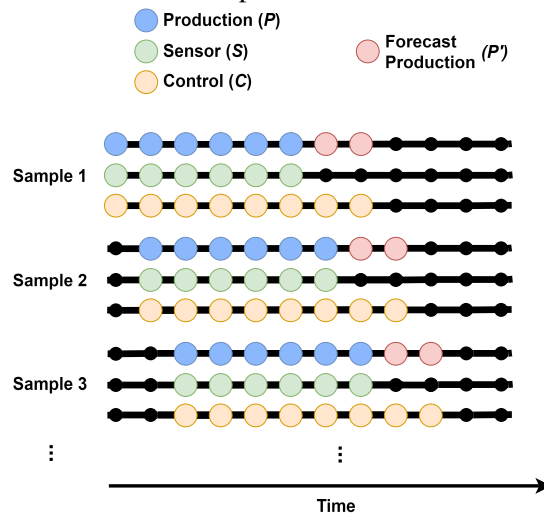 Production (P)
Sensor (S)
Control (C)
Forecast
Production (P')
Sample 1
Sample 2
Sample 3
...
...
Time